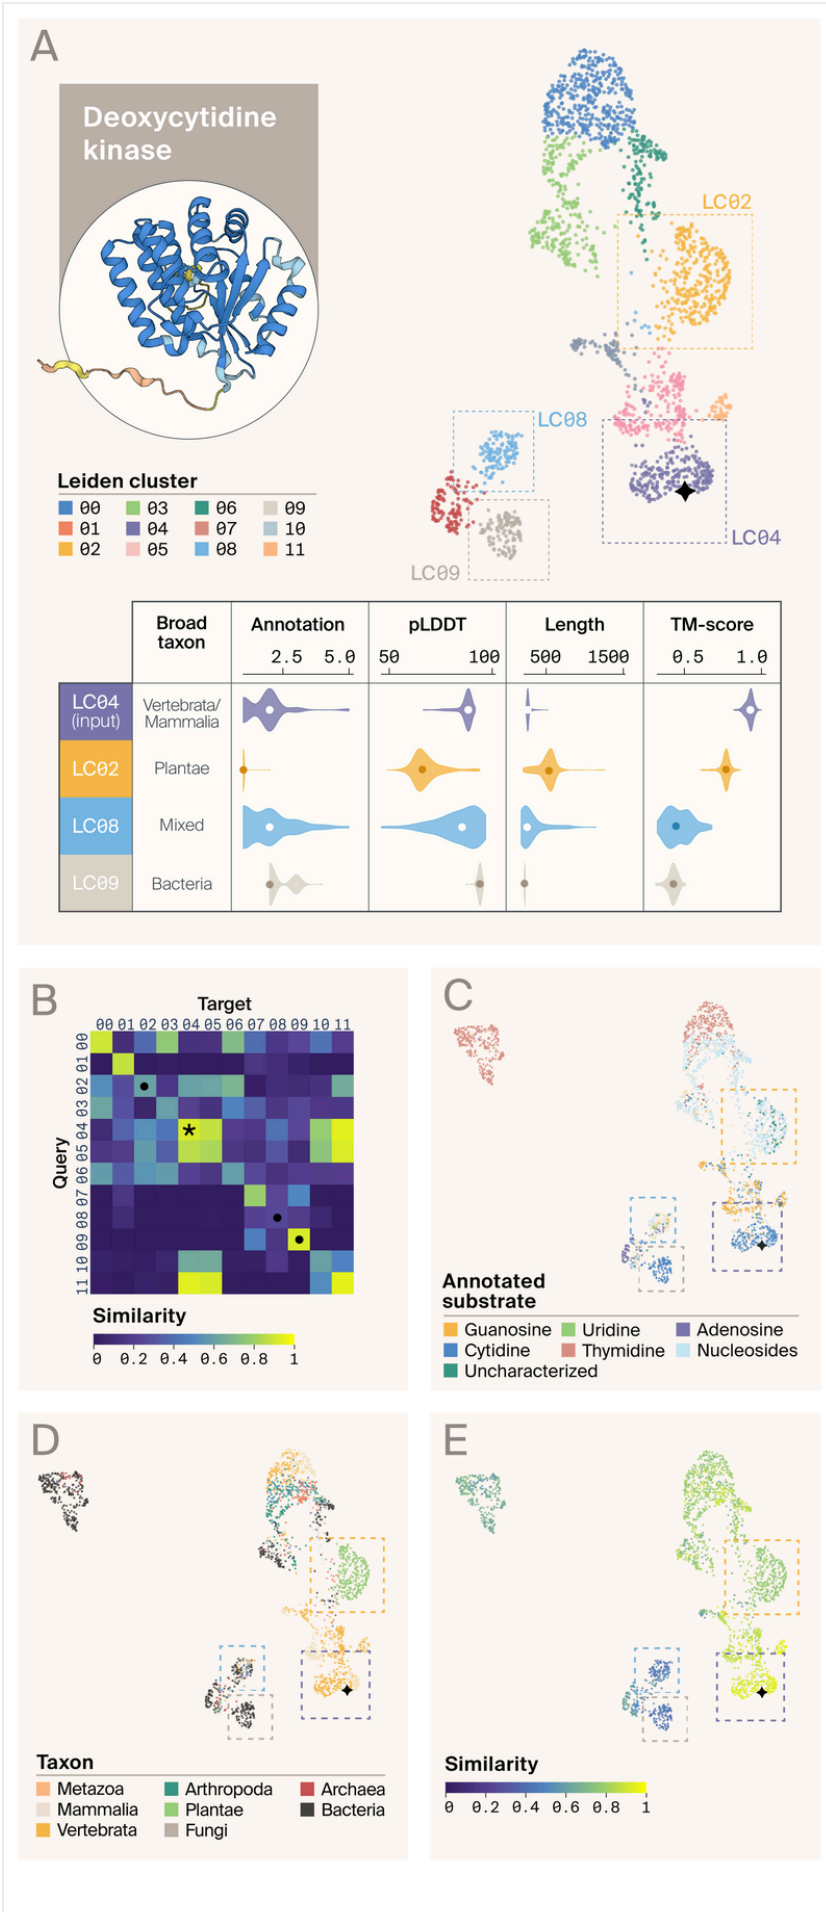 A
Deoxycytidine
kinase
LC02
LC08
LC04
LC09
Leiden cluster
00 03 06 09
01 04 07 10
02 05 08 11
Broad
taxon
Annotation pLDDT Length TM-score
2.5 5.0 50 100 500 1500 0.5 1.0
LC04
(input)
Vertebrata/
Mammalia
LC02 Plantae
LC08 Mixed
LC09 Bacteria
B
Target
00 01 02 03 04 05 06 07 08 09 10 11
Query
00
01
02
03
04
*
05
06
07
08
09
10
11
Similarity
0 0.2 0.4 0.6 0.8 1
C
Annotated
substrate
Guanosine Uridine Adenosine
Cytidine Thymidine Nucleosides
Uncharacterized
D
Taxon
Metazoa Arthropoda Archaea
Mammalia Plantae Bacteria
Vertebrata Fungi
E
Similarity
0 0.2 0.4 0.6 0.8 1